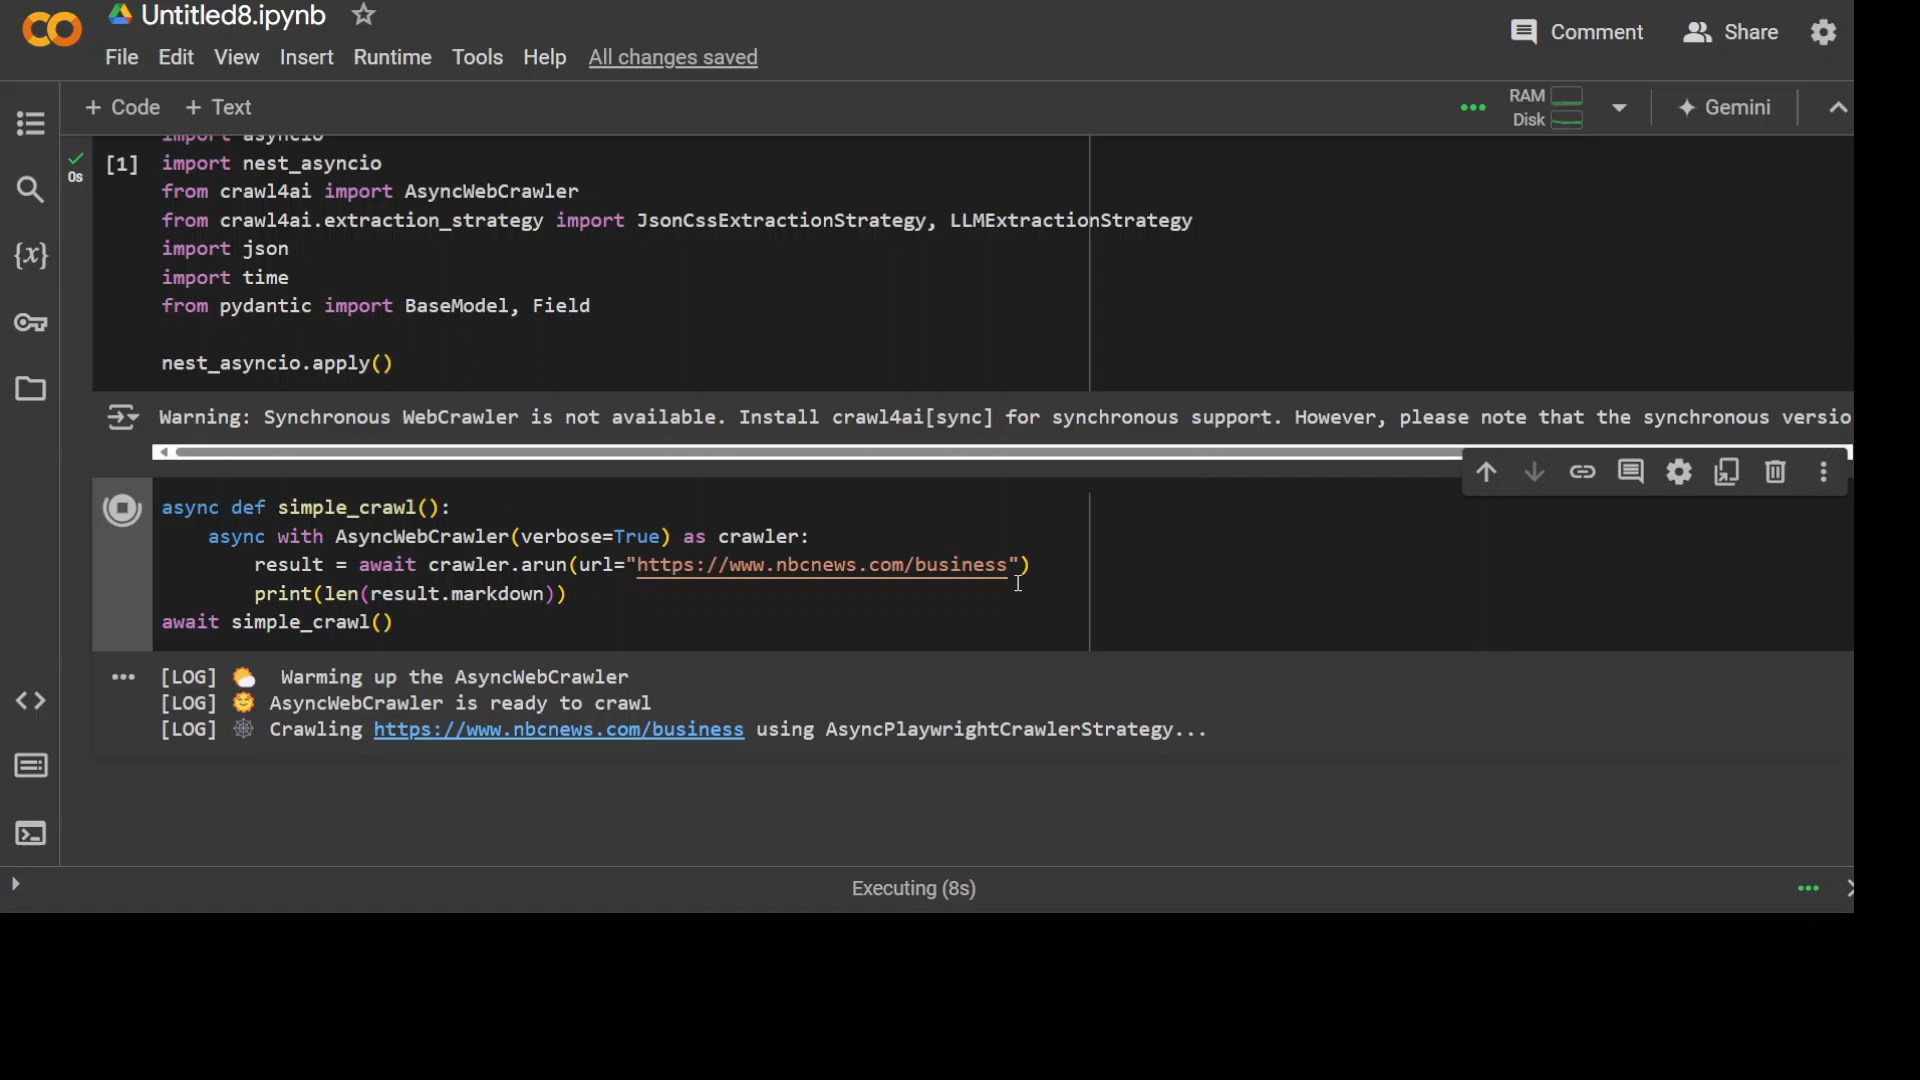 Untitled8.ipynb
Comment
Share
File Edit View Insert Runtime Tools Help All changes saved
+ Code + Text
RAM
Disk
Gemini
import asyncio
0s
[1]
import nest_asyncio
from crawl4ai import AsyncWebCrawler
from crawl4ai.extraction_strategy import JsonCssExtractionStrategy, LLMExtractionStrategy
import json
import time
from pydantic import BaseModel, Field
nest_asyncio.apply()
Warning: Synchronous WebCrawler is not available. Install crawl4ai[sync] for synchronous support. However, please note that the synchronous versio
async def simple_crawl():
async with AsyncWebCrawler(verbose=True) as crawler:
result = await crawler.arun(url="https://www.nbcnews.com/business")
print(len(result.markdown))
await simple_crawl()
[LOG] Warming up the AsyncWebCrawler
[LOG] AsyncWebCrawler is ready to crawl
[LOG] Crawling https://www.nbcnews.com/business using AsyncPlaywrightCrawlerStrategy...
Executing (8s)